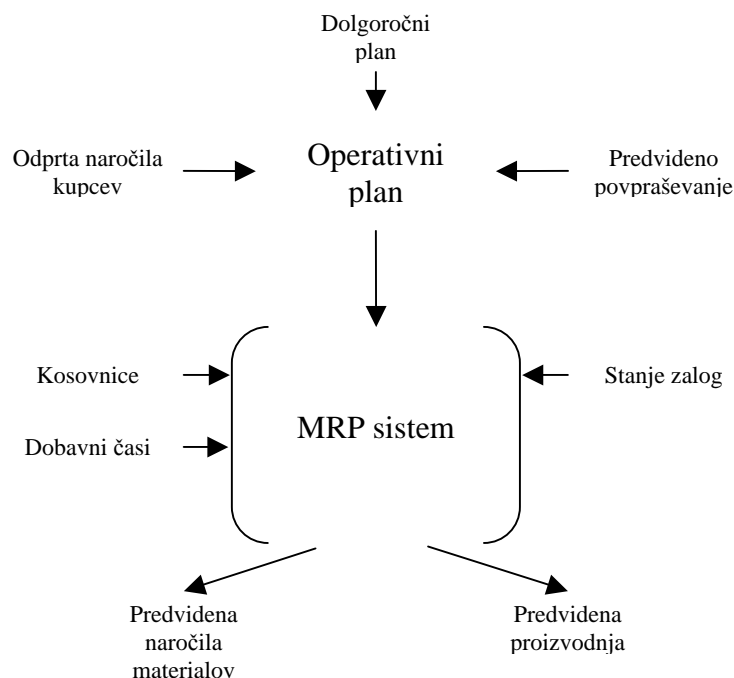 Dolgoročni
plan
Odprta naročila
kupcev
Operativni
plan
Predvideno
povpraševanje
Kosovnice
Dobavni časi
MRP sistem
Stanje zalog
Predvidena
naročila
materialov
Predvidena
proizvodnja